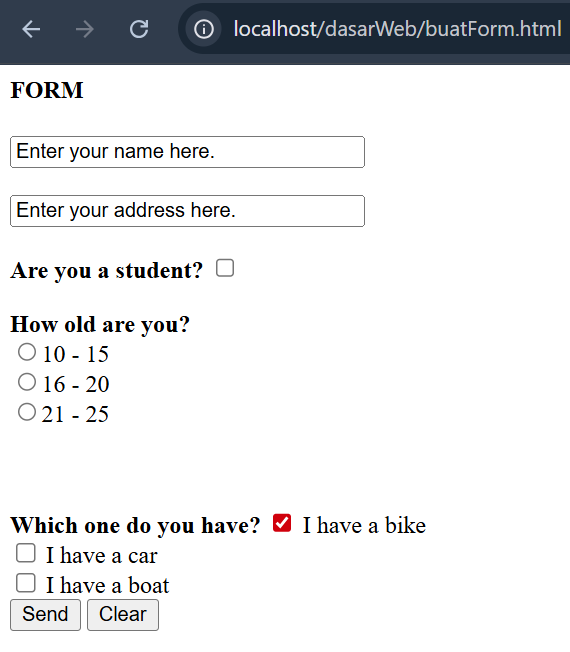 localhost/dasarWeb/buatForm.html
FORM
Enter your name here.
Enter your address here.
Are you a student?
How old are you?
10 - 15
16 - 20
21 - 25
Which one do you have? I have a bike
I have a car
I have a boat
Send Clear